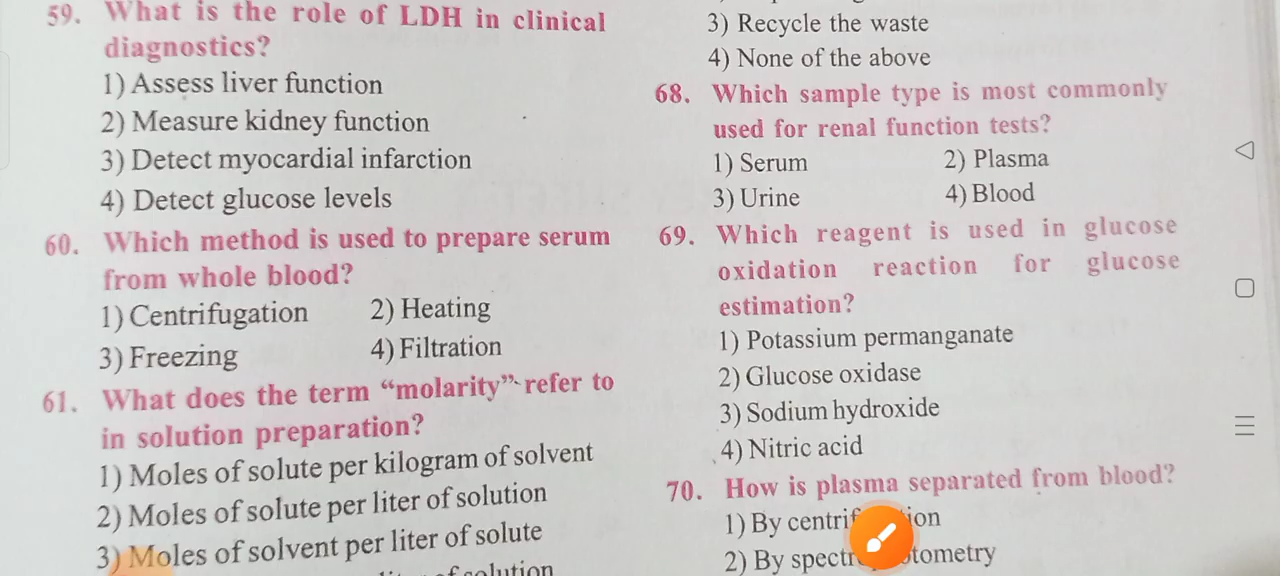 59. What is the role of LDH in clinical
diagnostics?
1) Assess liver function
2) Measure kidney function
3) Detect myocardial infarction
4) Detect glucose levels
60. Which method is used to prepare serum
from whole blood?
1) Centrifugation 2) Heating
3) Freezing 4) Filtration
61. What does the term “molarity” refer to
in solution preparation?
1) Moles of solute per kilogram of solvent
2) Moles of solute per liter of solution
3) Moles of solvent per liter of solute
of solution
3) Recycle the waste
4) None of the above
68. Which sample type is most commonly
used for renal function tests?
1) Serum 2) Plasma
3) Urine 4) Blood
69. Which reagent is used in glucose
oxidation reaction for glucose
estimation?
1) Potassium permanganate
2) Glucose oxidase
3) Sodium hydroxide
4) Nitric acid
70. How is plasma separated from blood?
1) By
2) By